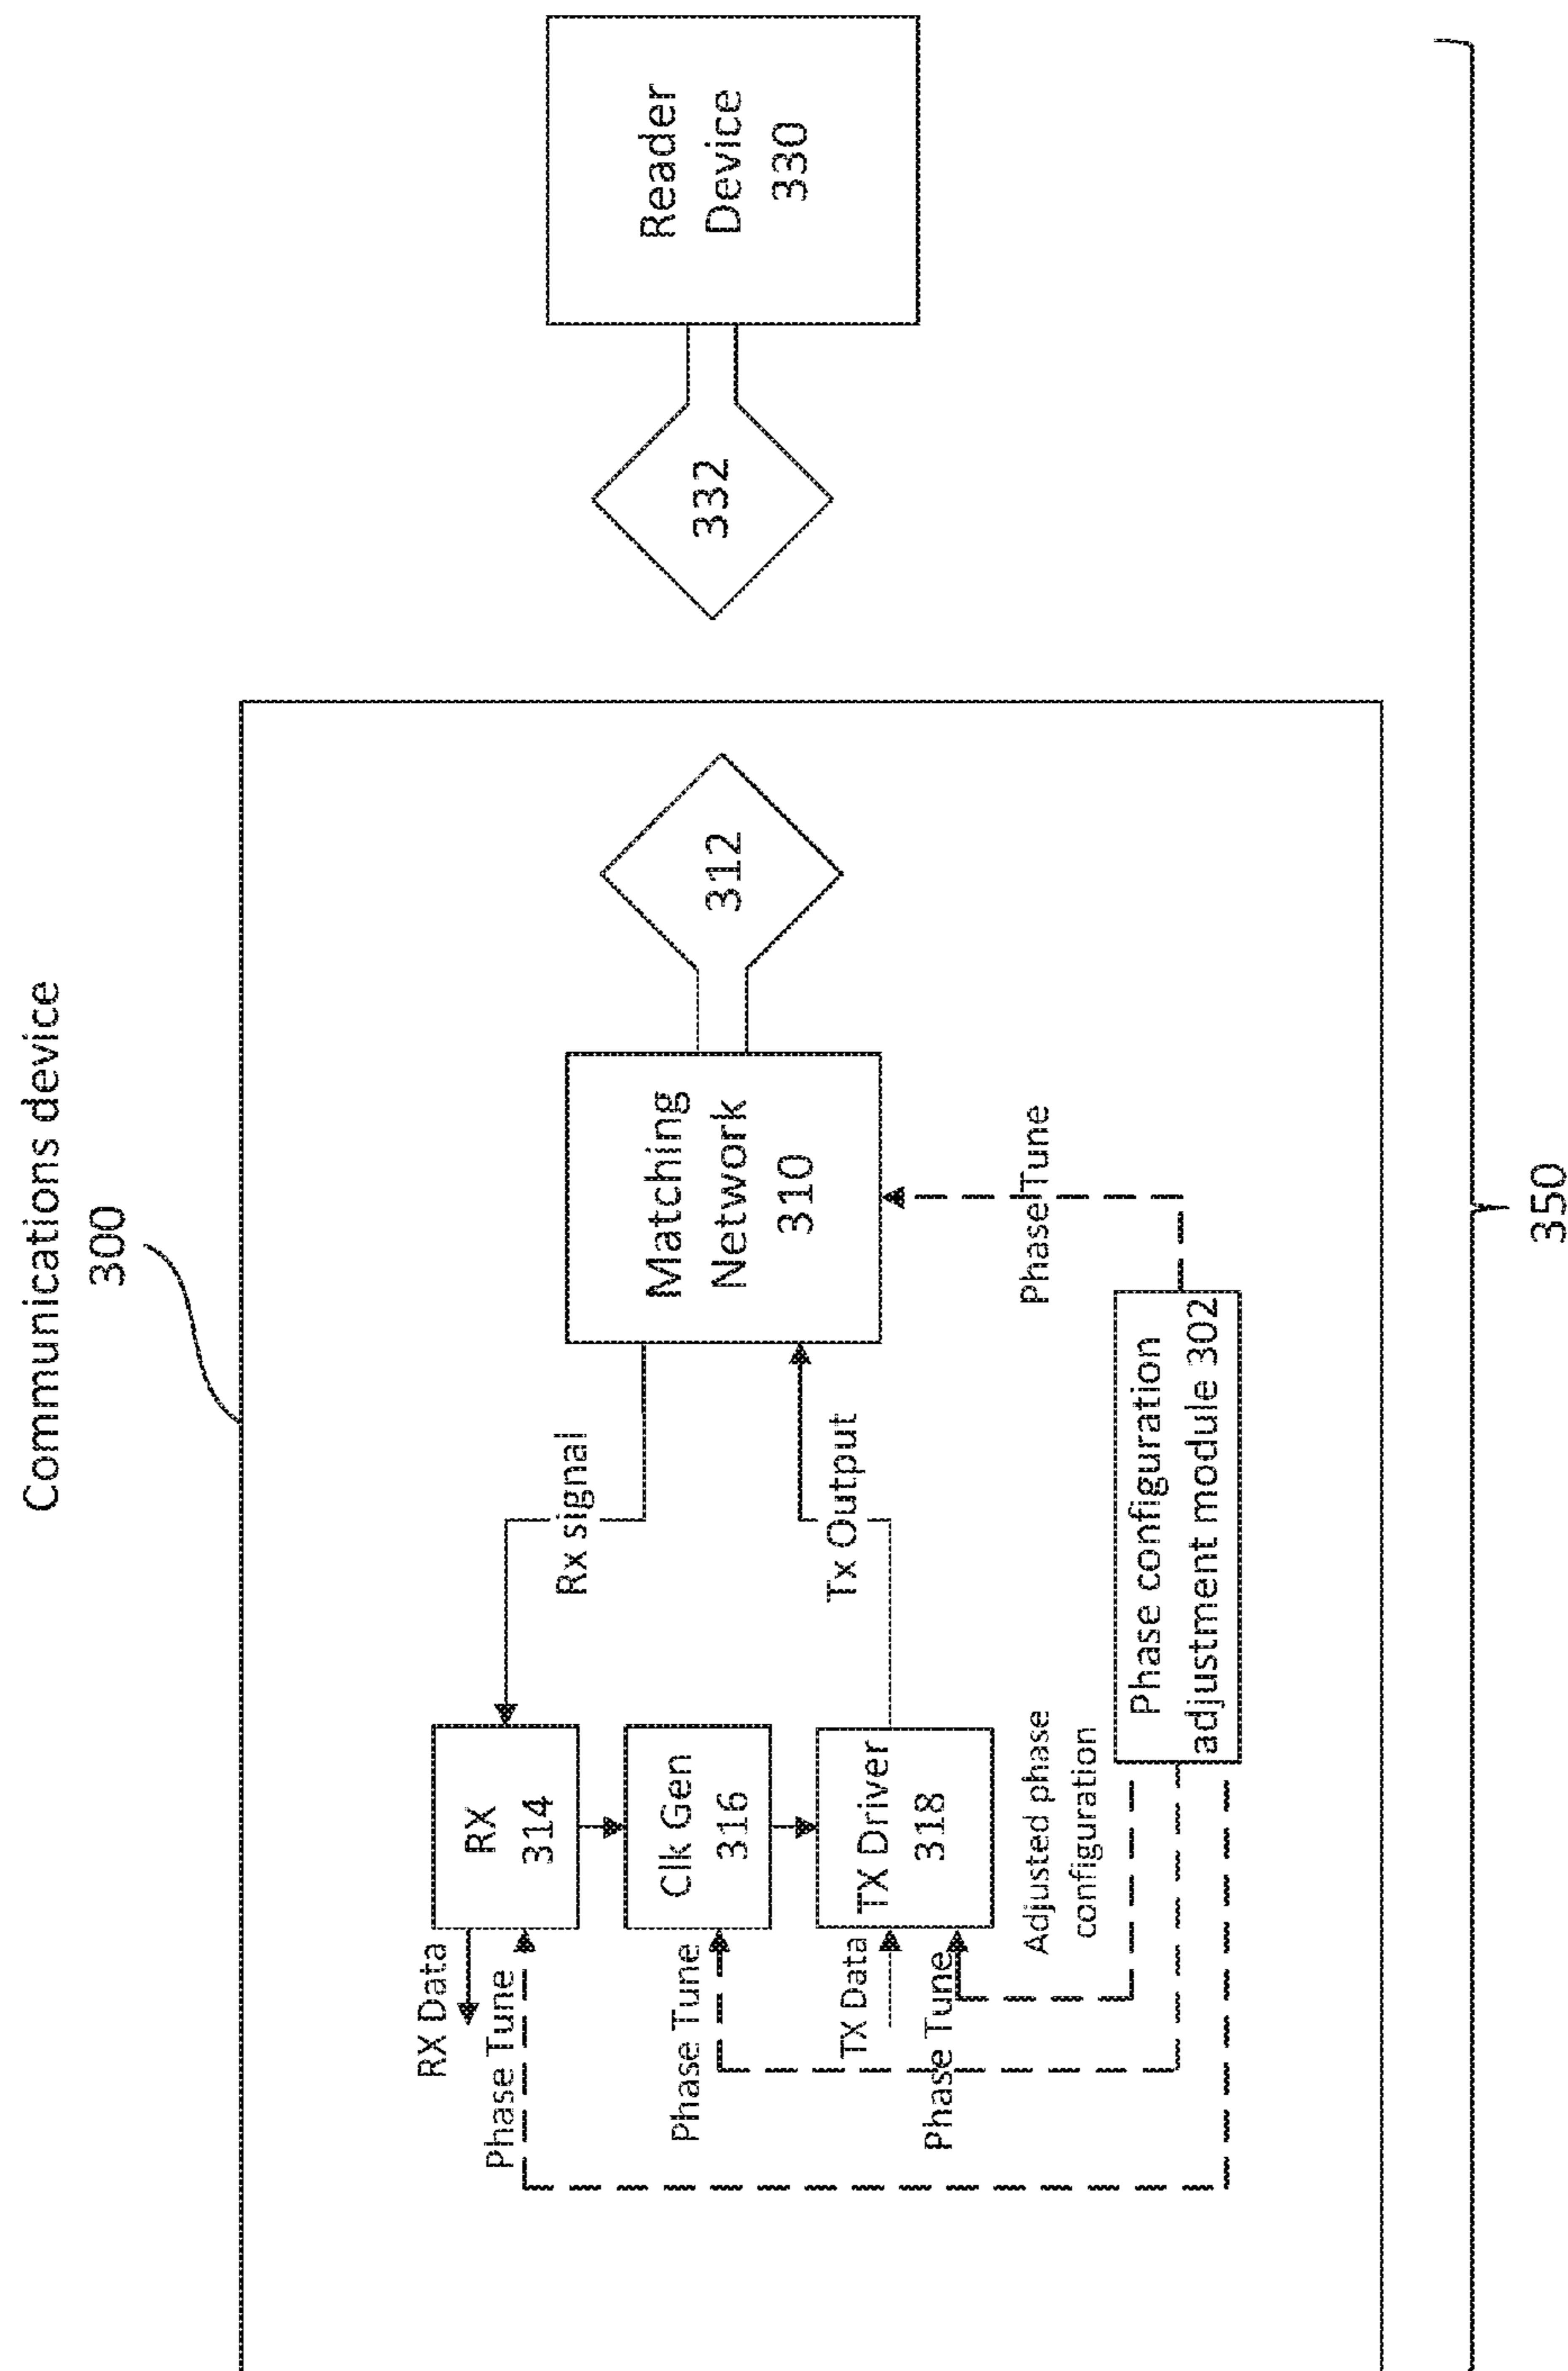 Communications device
300
RX Data
Phase Tune
RX
314
Rx signal
Phase Tune
Clk Gen
316
TX Data
Phase Tune
TX Driver
318
Tx Output
Matching
Network
310
312
332
Reader
Device
330
Adjusted phase
configuration
Phase Tune
Phase configuration
adjustment module 302
350